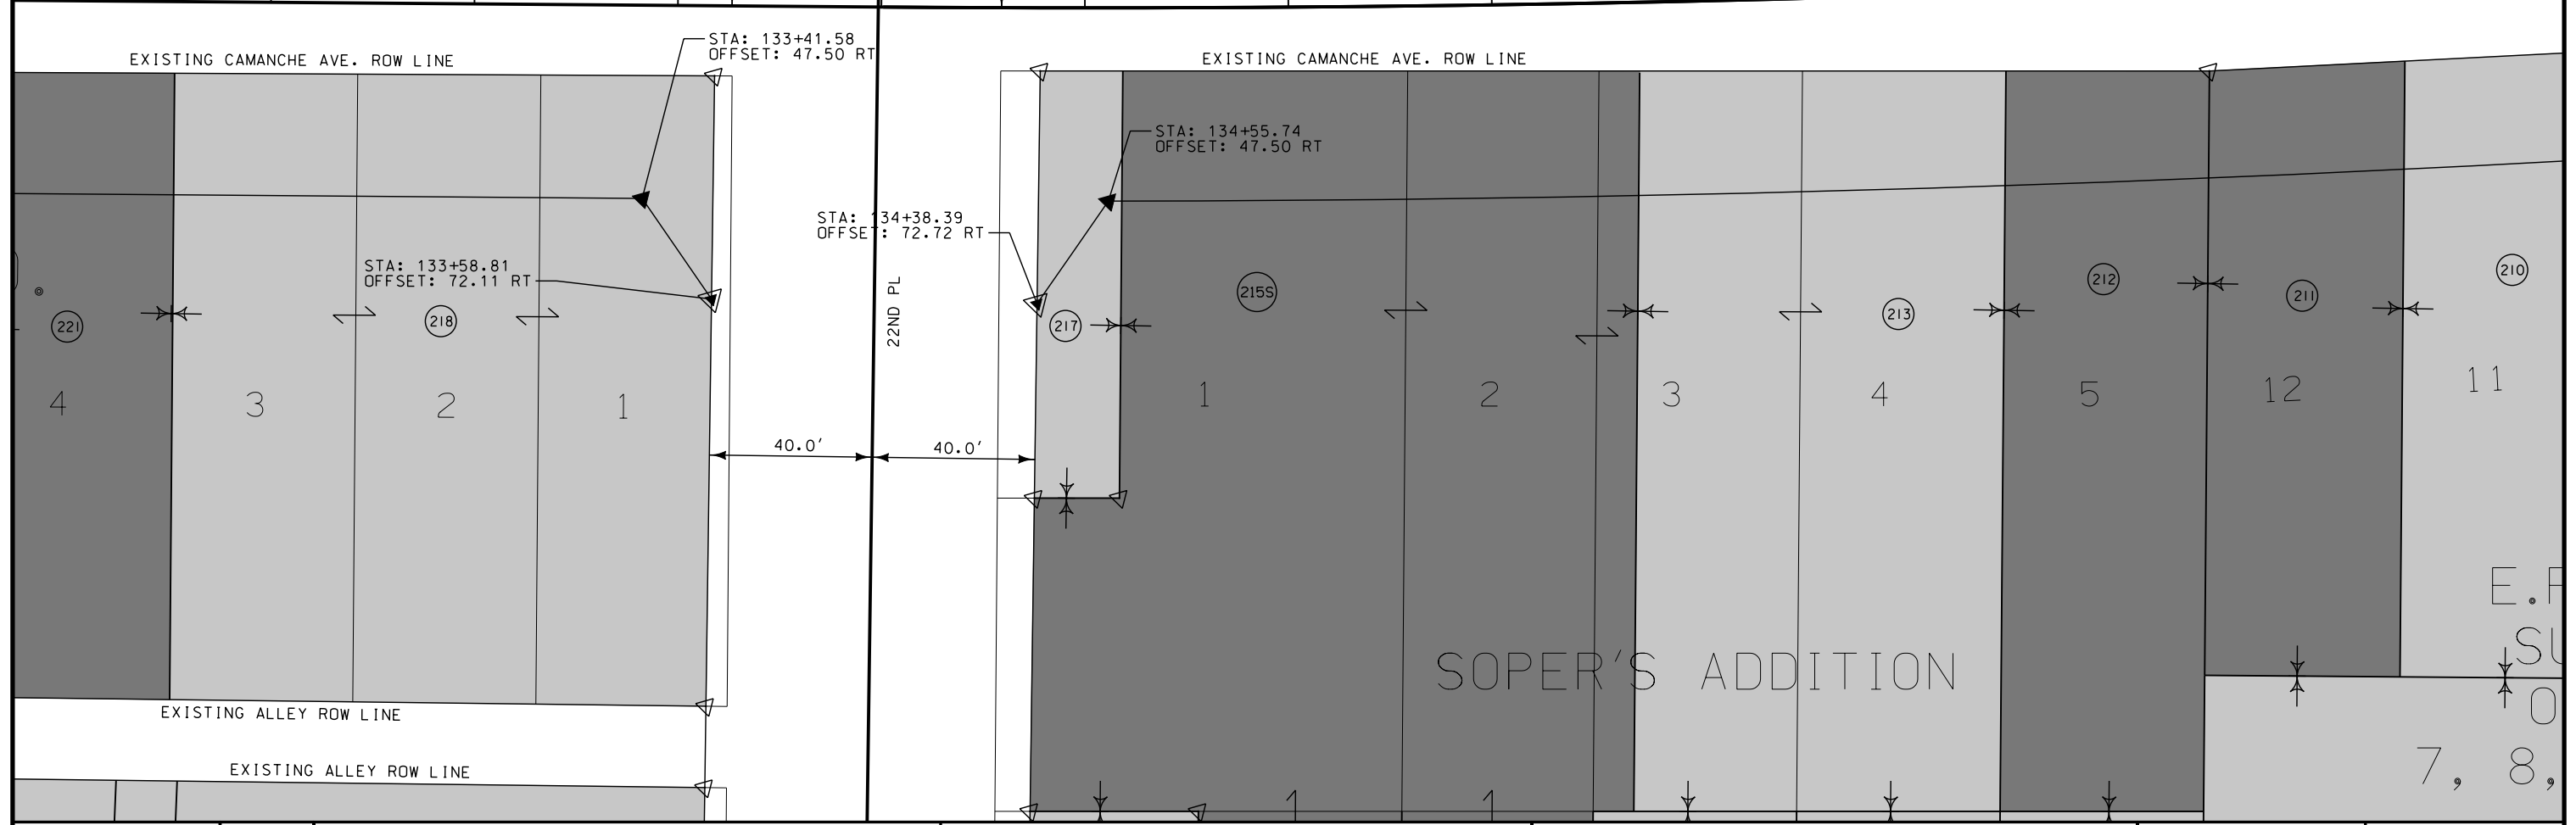 STA: 133+41.58
OFFSET: 47.50 RT
EXISTING CAMANCHE AVE. ROW LINE
EXISTING CAMANCHE AVE. ROW LINE
STA: 134+55.74
OFFSET: 47.50 RT
STA: 134+38.39
OFFSET: 72.72 RT
STA: 133+58.81
OFFSET: 72.11 RT
22ND PL
221
218
217
215S
213
212
211
210
4
3
2
1
1
2
3
4
5
12
11
40.0'
40.0'
E.
SOPER'S ADDITION
SU
O
EXISTING ALLEY ROW LINE
EXISTING ALLEY ROW LINE
7, 8,